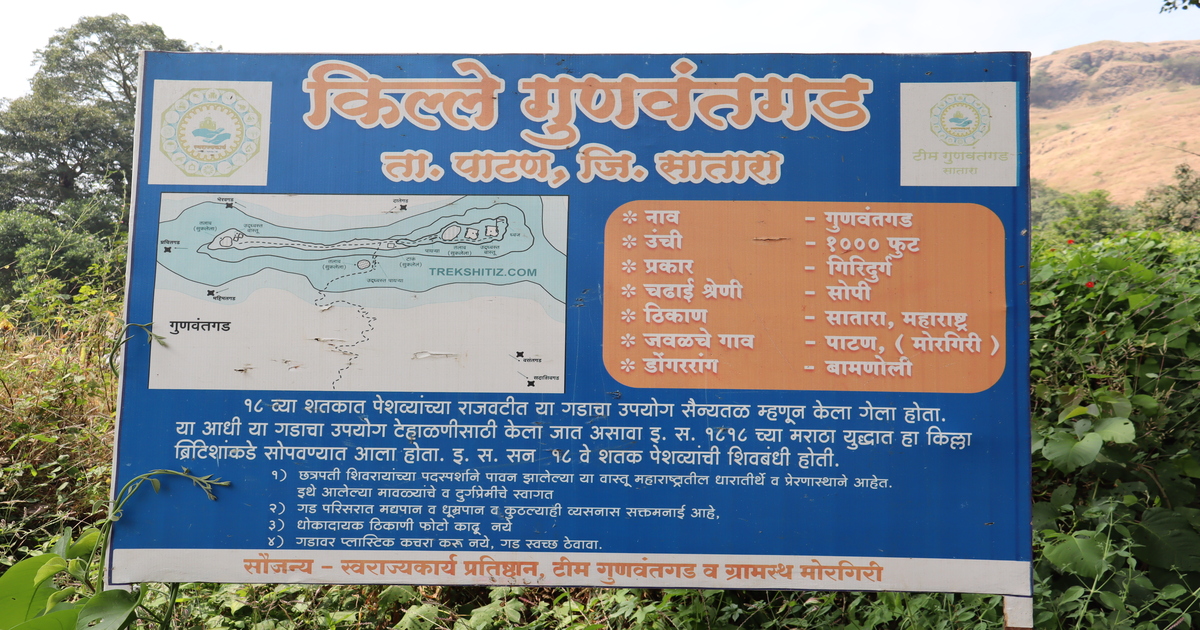 किल्ले गुणवंतगड
ता. पाटण, जि. सातारा
टीम गुणवंतगड
सातारा
TREKSHITIZ.COM
गुणवंतगड
❇ नाव – गुणवंतगड
❇ उंची – १००० फुट
❇ प्रकार – गिरिदुर्ग
❇ चढाई श्रेणी – सोपी
❇ ठिकाण – सातारा, महाराष्ट्र
❇ जवळचे गाव – पाटण, ( मोरगिरी )
❇ डोंगररांग – बामणोली
१८ व्या शतकात पेशव्यांच्या राजवटीत या गडाचा उपयोग सैन्यतळ म्हणून केला गेला होता.
या आधी या गडाचा उपयोग टेहाळणीसाठी केला जात असावा इ. स. १८१८ च्या मराठा युद्धात हा किल्ला
ब्रिटिशांकडे सोपवण्यात आला होता. इ. स. सन १८ वे शतक पेशव्यांची शिवबंधी होती.
१) छत्रपती शिवरायांच्या पदस्पर्शाने पावन झालेल्या या वास्तू महाराष्ट्रातील धारातीर्थे व प्रेरणास्थाने आहेत.
इथे आलेल्या मावळ्यांचे व दुर्गप्रेमींचे स्वागत
२) गड परिसरात मद्यपान व धूम्रपान व कुठल्याही व्यसनास सक्तमनाई आहे,
३) धोकादायक ठिकाणी फोटो काढू नये
४) गडावर प्लास्टिक कचरा करू नये, गड स्वच्छ ठेवावा.
सौजन्य – स्वराज्यकार्य प्रतिष्ठान, टीम गुणवंतगड व ग्रामस्थ मोरगिरी